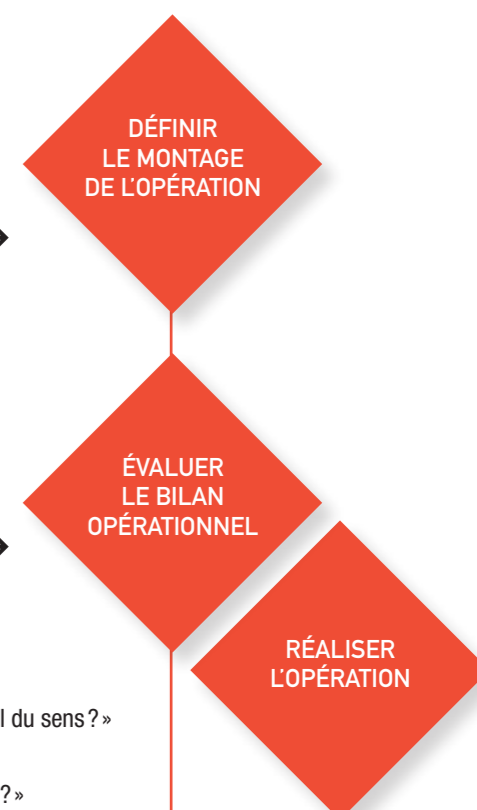 DÉFINIR
LE MONTAGE
DE L'OPÉRATION
ÉVALUER
LE BILAN
OPÉRATIONNEL
RÉALISER
L'OPÉRATION
du sens ?»
?»